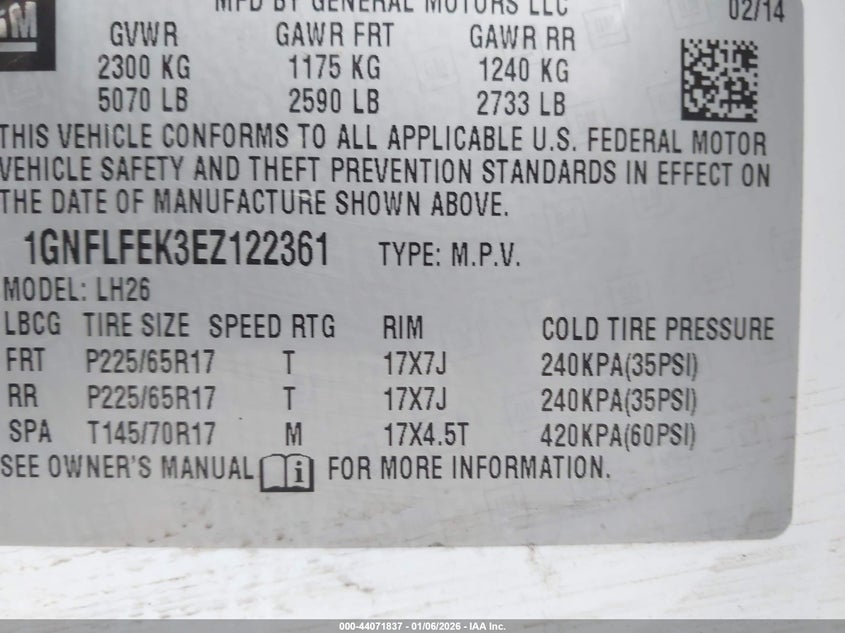 GM
MFD BY GENERAL MOTORS LLC 02/14
GVWR GAWR FRT GAWR RR
2300 KG 1175 KG 1240 KG
5070 LB 2590 LB 2733 LB
THIS VEHICLE CONFORMS TO ALL APPLICABLE U.S. FEDERAL MOTOR
VEHICLE SAFETY AND THEFT PREVENTION STANDARDS IN EFFECT ON
THE DATE OF MANUFACTURE SHOWN ABOVE.
1GNFLFEK3EZ122361 TYPE: M.P.V.
MODEL: LH26
LBCG TIRE SIZE SPEED RTG RIM COLD TIRE PRESSURE
FRT P225/65R17 T 17X7J 240KPA(35PSI)
RR P225/65R17 T 17X7J 240KPA(35PSI)
SPA T145/70R17 M 17X4.5T 420KPA(60PSI)
SEE OWNER'S MANUAL i FOR MORE INFORMATION.
000-44071837 - 01/06/2026 - IAA Inc.